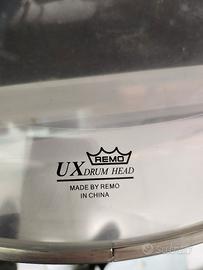 REMO
UX DRUM HEAD
MADE BY REMO
IN CHINA